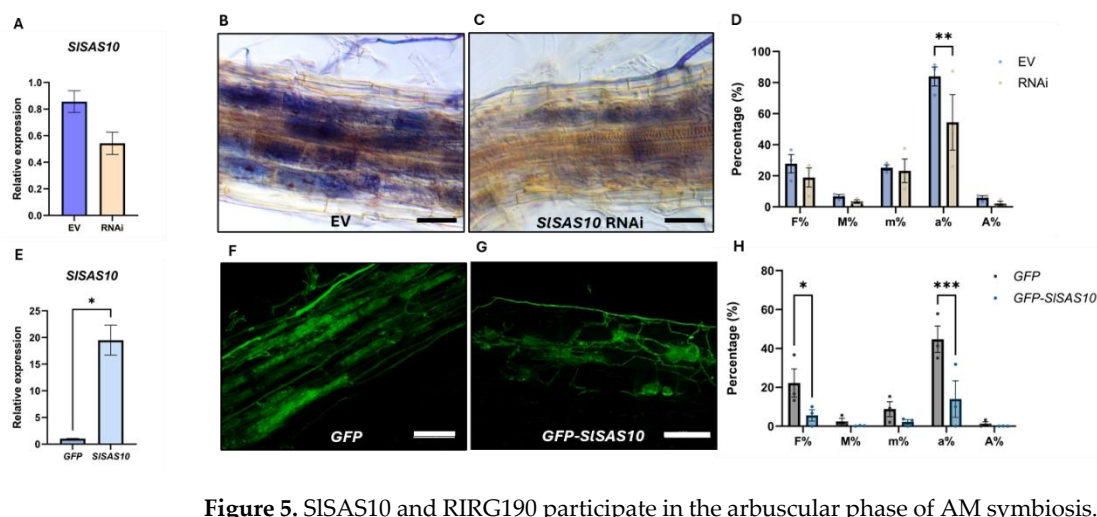 A
SlSAS10
Relative expression
1.0
0.8
0.6
0.4
0.2
0.0
EV
RNAi
B
EV
C
SlSAS10 RNAi
D
Percentage (%)
100
80
60
40
20
0
**
EV
RNAi
F% M% m% a% A%
E
SlSAS10
Relative expression
25
20
15
10
5
0
*
GFP
SlSAS10
F
GFP
G
GFP-SlSAS10
H
Percentage (%)
80
60
40
20
0
*
***
GFP
GFP-SlSAS10
F% M% m% a% A%
Figure 5. SlSAS10 and RIRG190 participate in the arbuscular phase of AM symbiosis.